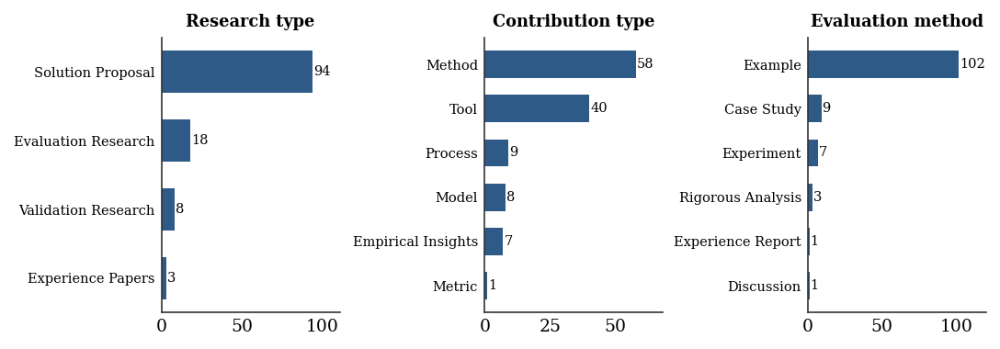 Research type
Solution Proposal 94
Evaluation Research 18
Validation Research 8
Experience Papers 3
0 50 100
Contribution type
Method 58
Tool 40
Process 9
Model 8
Empirical Insights 7
Metric 1
0 25 50
Evaluation method
Example 102
Case Study 9
Experiment 7
Rigorous Analysis 3
Experience Report 1
Discussion 1
0 50 100